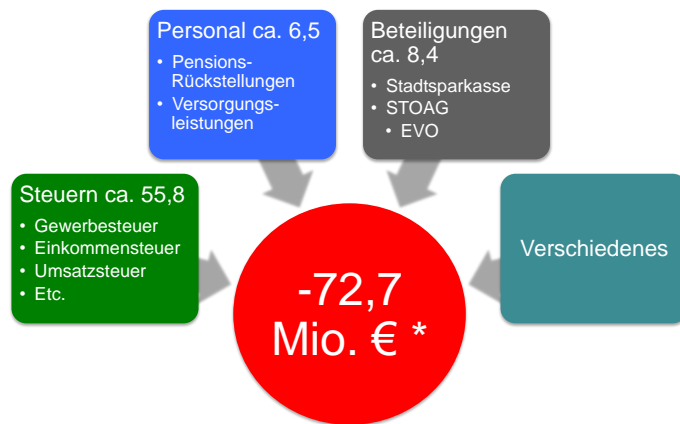 Personal ca. 6,5
• Pensions-
Rückstellungen
• Versorgungs-
leistungen
Beteiligungen
ca. 8,4
• Stadtsparkasse
• STOAG
• EVO
Steuern ca. 55,8
• Gewerbesteuer
• Einkommensteuer
• Umsatzsteuer
• Etc.
-72,7
Mio. € *
Verschiedenes